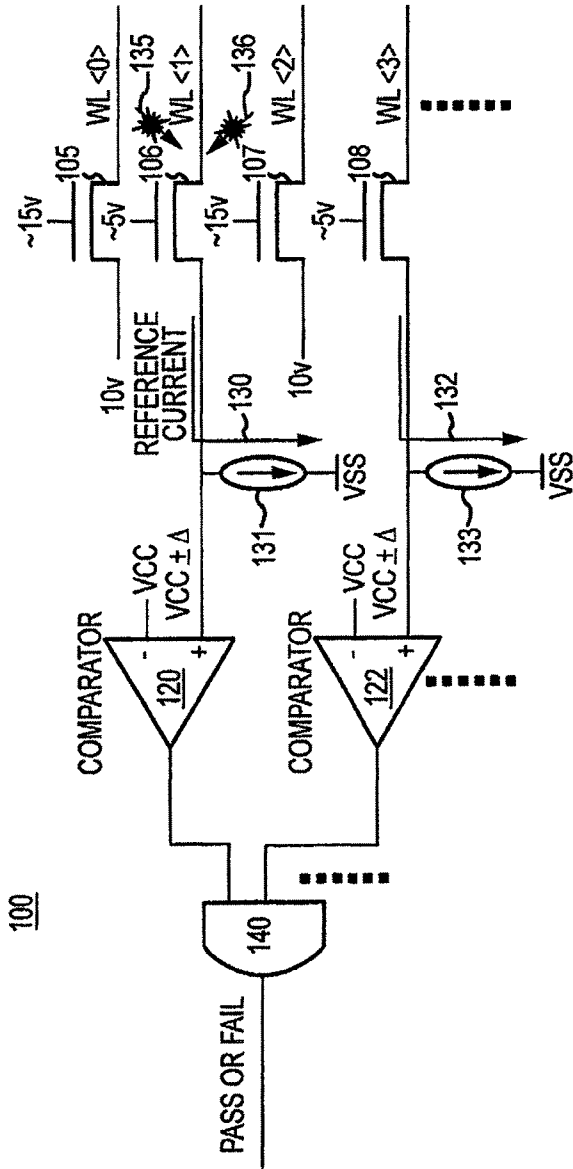 100
PASS OR FAIL
140
COMPARATOR
120
-
+
VCC
VCC ± Δ
COMPARATOR
122
-
+
VCC
VCC ± Δ
REFERENCE
CURRENT
130
131
VSS
132
133
VSS
10v
~15v
105
WL <0>
~5v
106
135
WL <1>
136
10v
~15v
107
WL <2>
~5v
108
WL <3>